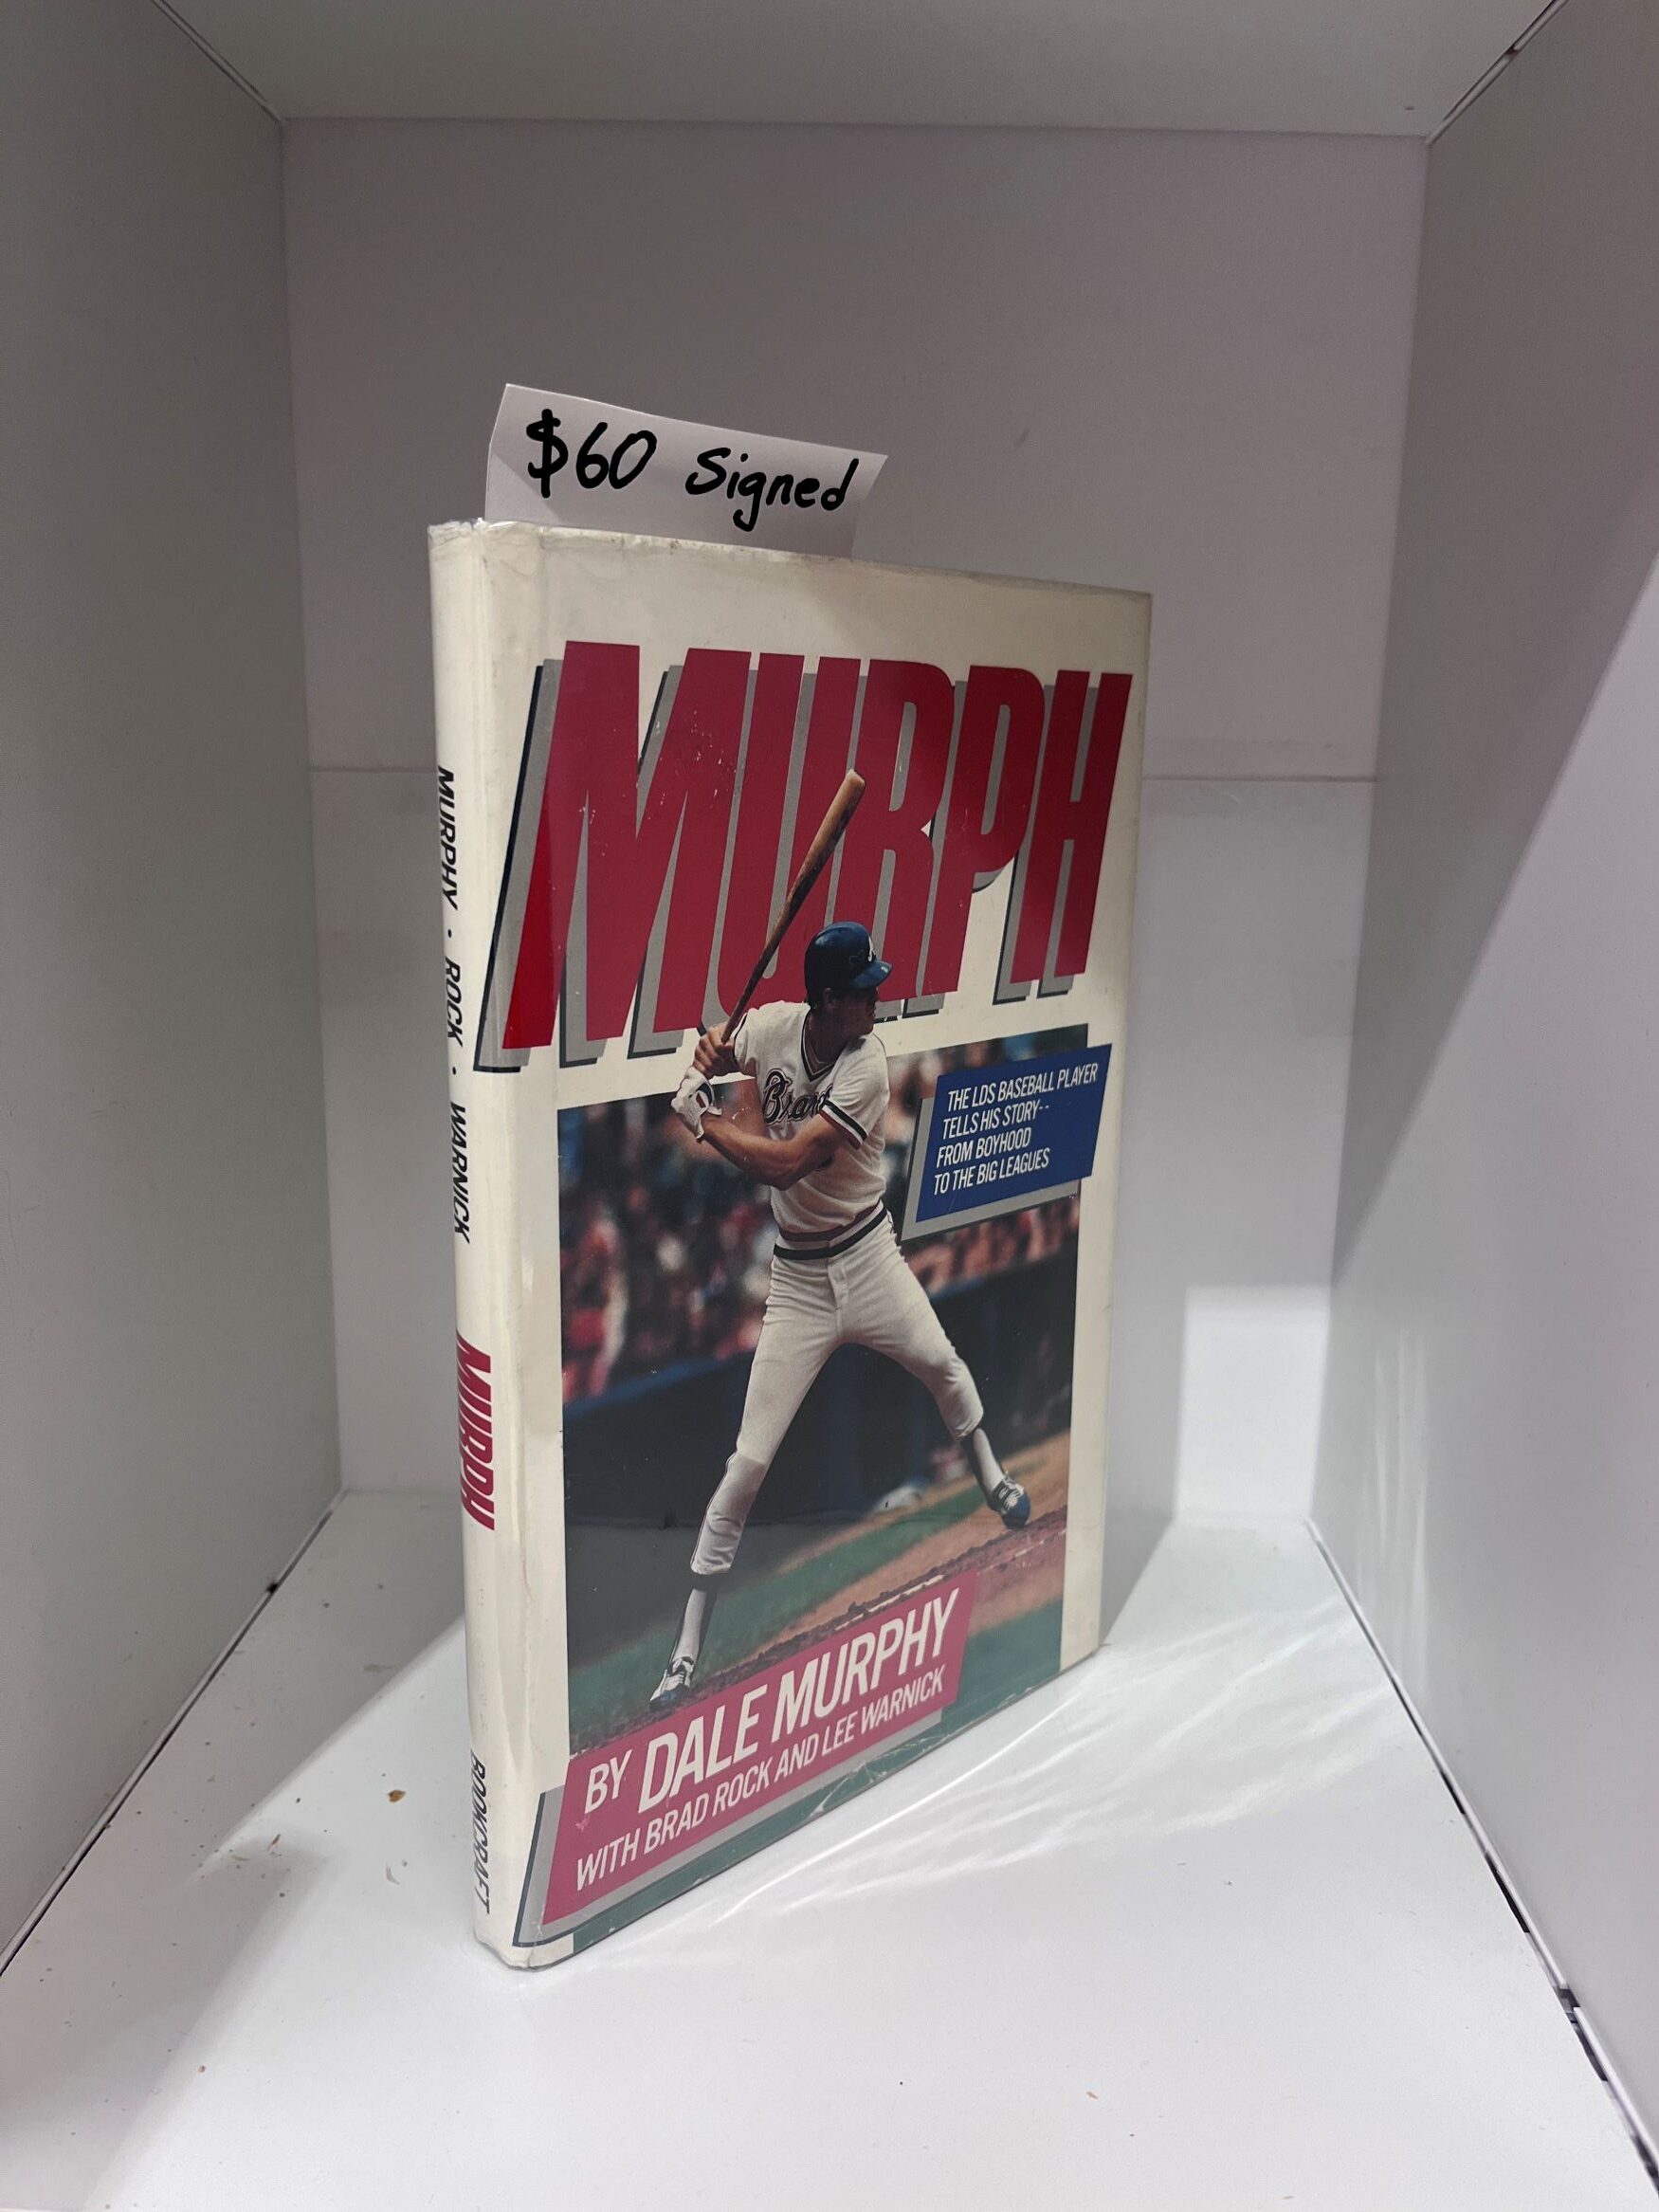 $60 Signed
MURPHY • ROCK • WARNICK
MURPH
BOOKCRAFT
MURPH
Braves
THE LDS BASEBALL PLAYER
TELLS HIS STORY--
FROM BOYHOOD
TO THE BIG LEAGUES
BY DALE MURPHY
WITH BRAD ROCK AND LEE WARNICK